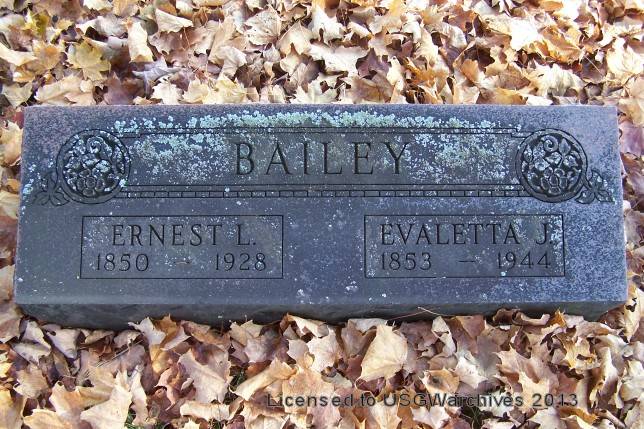 BAILEY
ERNEST L.
1850 – 1928
EVALETTA J.
1853 – 1944
Licensed to USGWarchives 2013